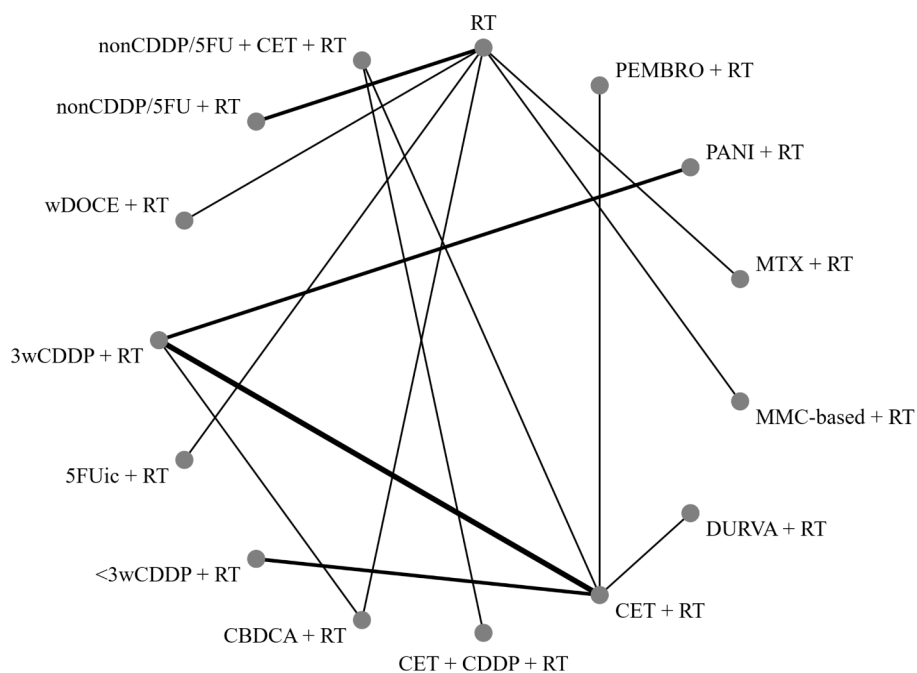 RT
nonCDDP/5FU + CET + RT
PEMBRO + RT
nonCDDP/5FU + RT
PANI + RT
wDOCE + RT
MTX + RT
3wCDDP + RT
MMC-based + RT
5FUic + RT
DURVA + RT
<3wCDDP + RT
CET + RT
CBDCA + RT
CET + CDDP + RT